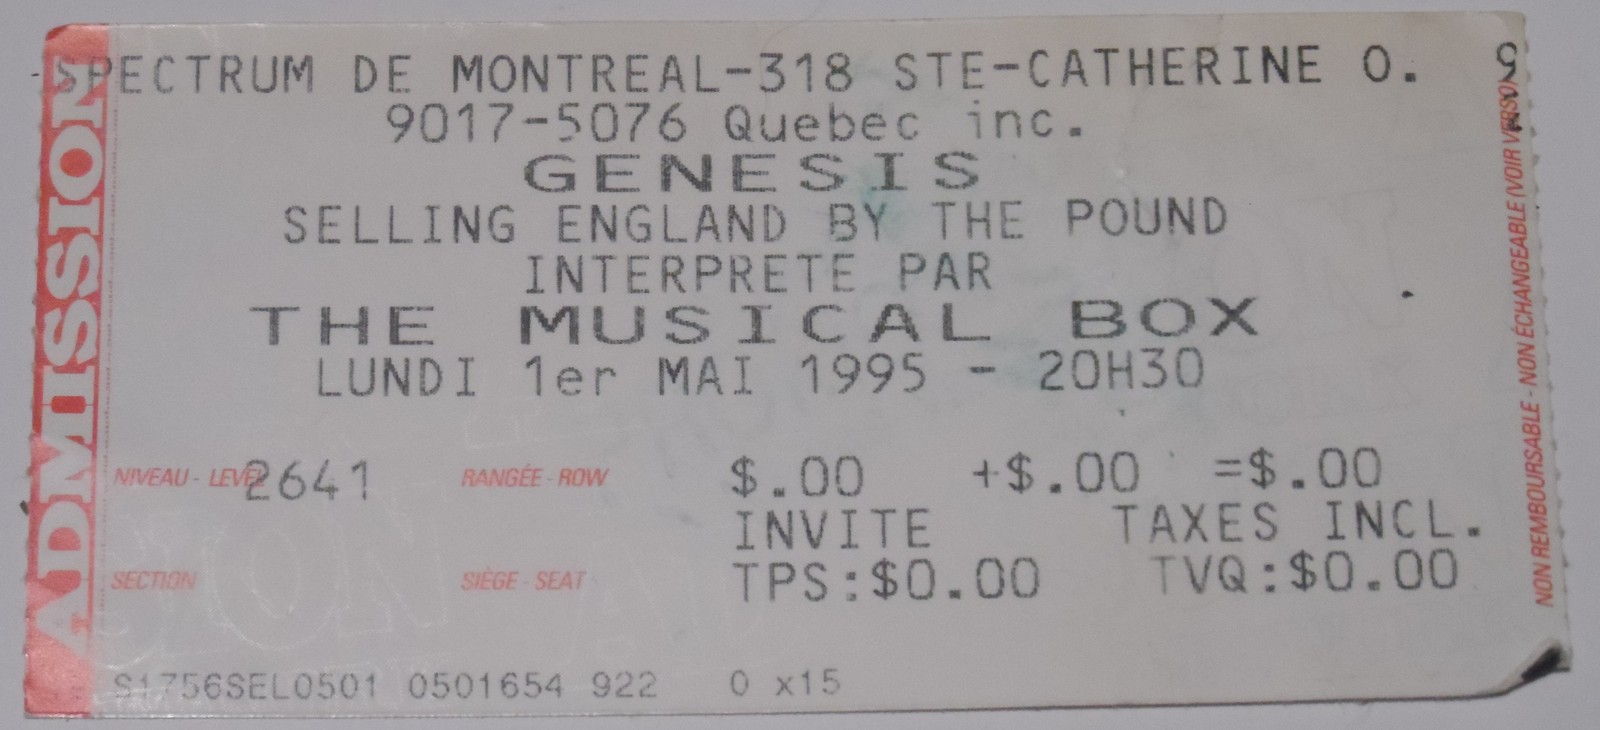 ADMISSION
SPECTRUM DE MONTREAL-318 STE-CATHERINE O.
9017-5076 Quebec inc.
GENESIS
SELLING ENGLAND BY THE POUND
INTERPRETE PAR
THE MUSICAL BOX
LUNDI 1er MAI 1995 - 20H30
NIVEAU - LEVEL 2641 RANGÉE - ROW $.00 +$.00 =$.00
INVITE TAXES INCL.
SECTION SIÈGE - SEAT TPS:$0.00 TVQ:$0.00
S1756SEL0501 0501654 922 0 x15
NON REMBOURSABLE - NON ÉCHANGEABLE (VOIR VERSO)